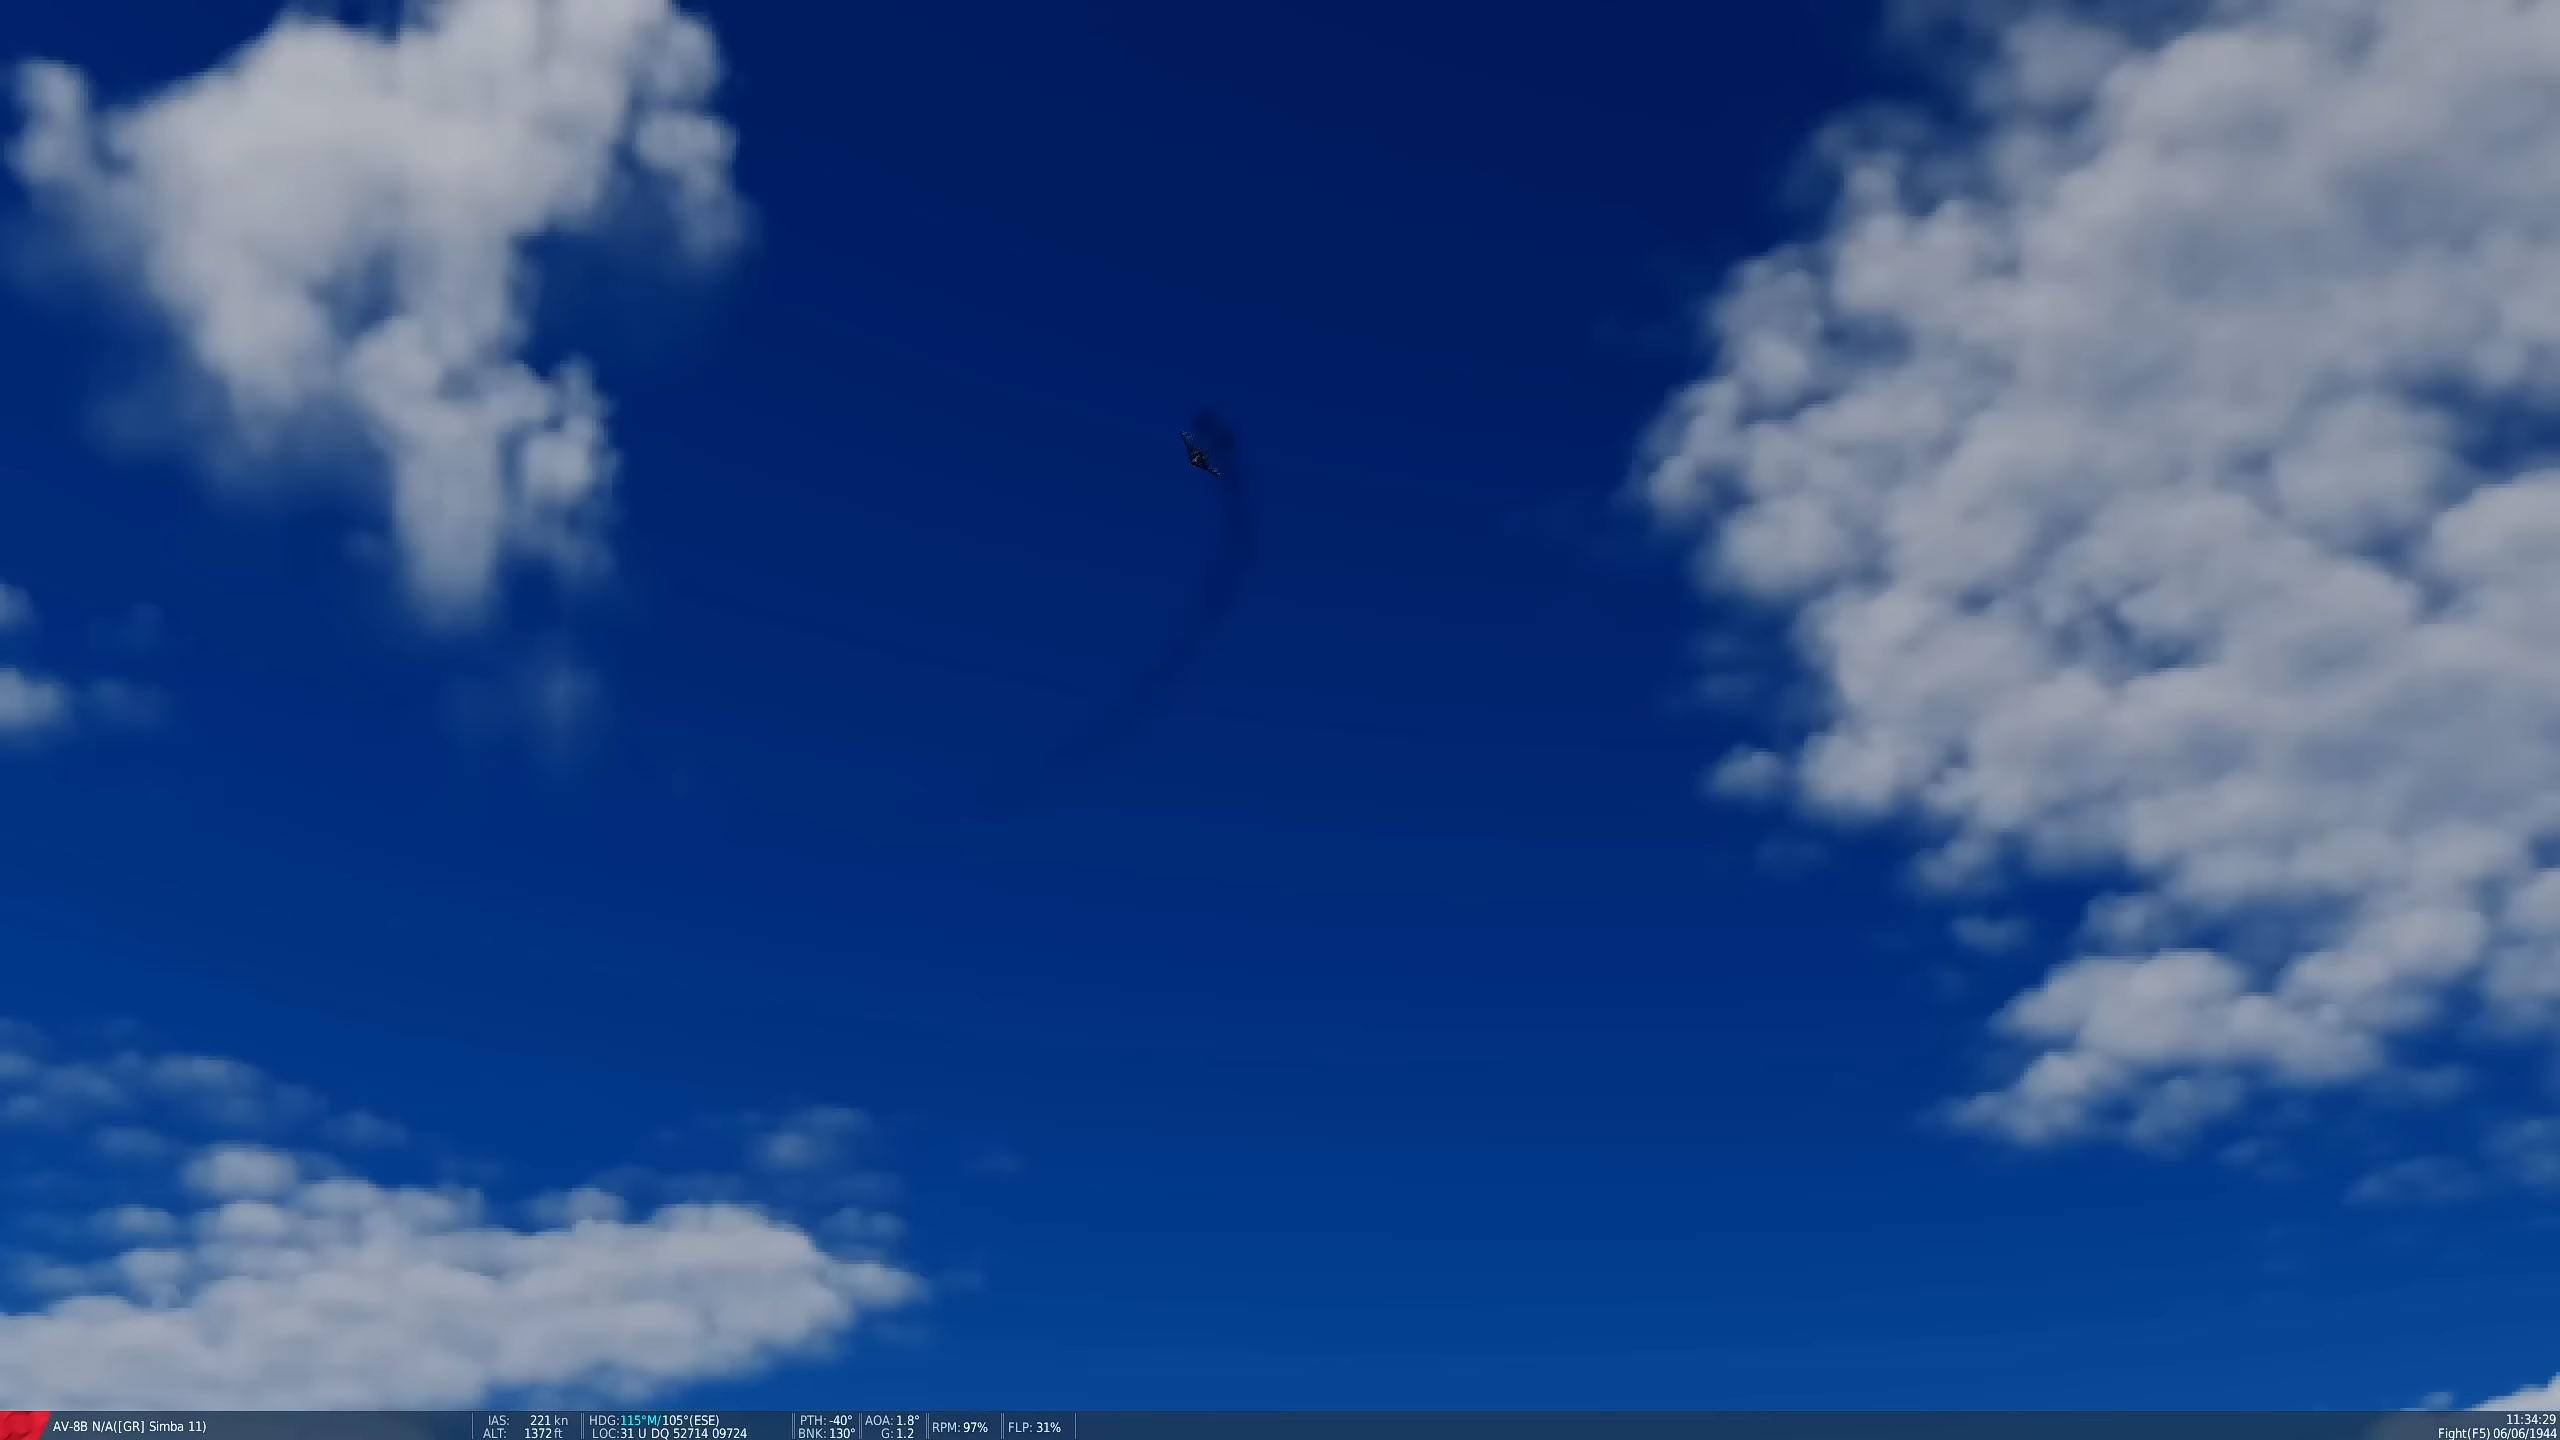 AV-8B N/A([GR] Simba 11)
IAS: 221 kn
ALT: 1372 ft
HDG:115°M/105°(ESE)
LOC:31 U DQ 52714 09724
PTH: -40°
BNK: 130°
AOA: 1.8°
G: 1.2
RPM: 97%
FLP: 31%
11:34:29
Fight(F5) 06/06/1944